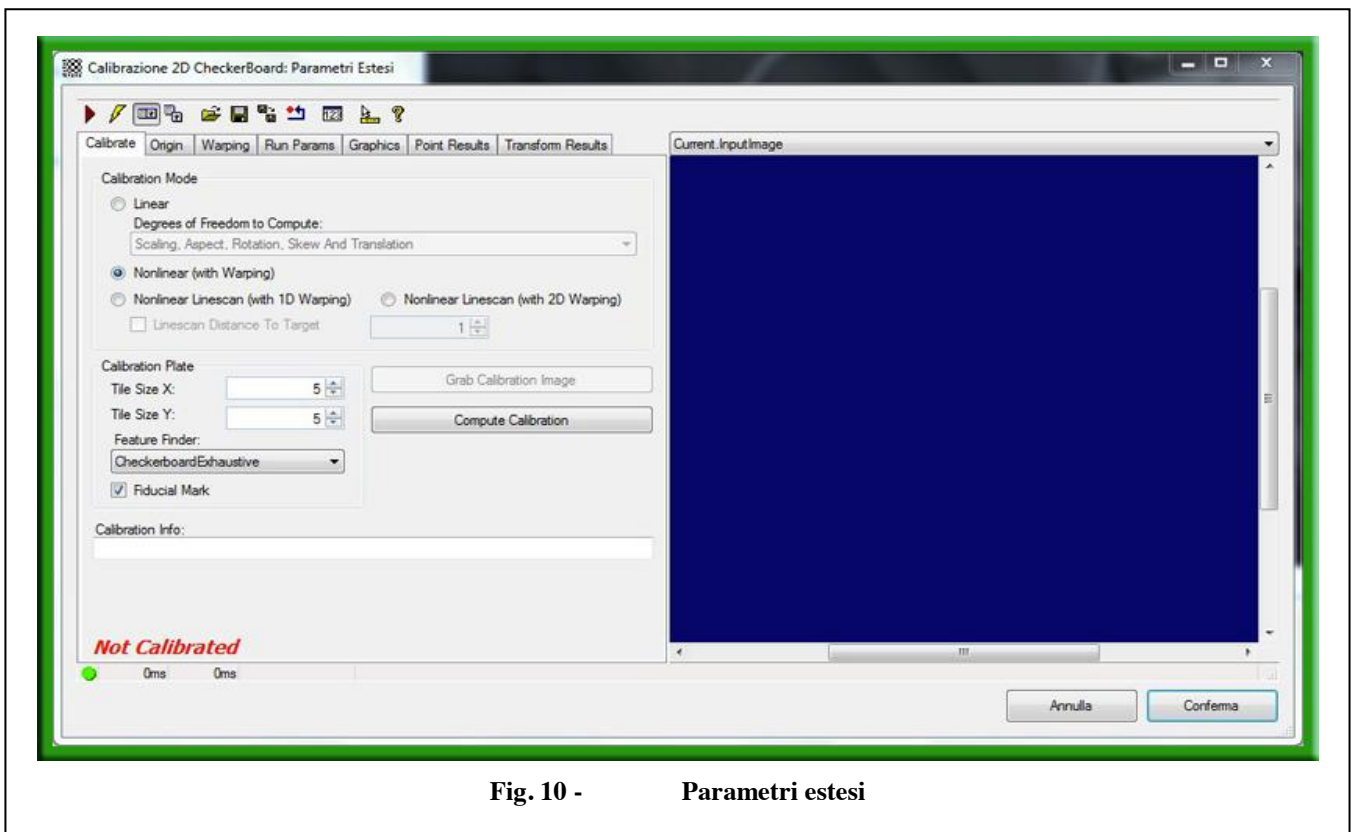 Calibrazione 2D CheckerBoard: Parametri Estesi
Calibrate Origin Warping Run Params Graphics Point Results Transform Results
Current.InputImage
Calibration Mode
Linear
Degrees of Freedom to Compute:
Scaling, Aspect, Rotation, Skew And Translation
Nonlinear (with Warping)
Nonlinear Linescan (with 1D Warping) Nonlinear Linescan (with 2D Warping)
Linescan Distance To Target 1
Calibration Plate
Tile Size X: 5
Grab Calibration Image
Tile Size Y: 5
Compute Calibration
Feature Finder:
CheckerboardExhaustive
Fiducial Mark
Calibration Info:
Not Calibrated
0ms 0ms
Annulla Conferma
Fig. 10 - Parametri estesi